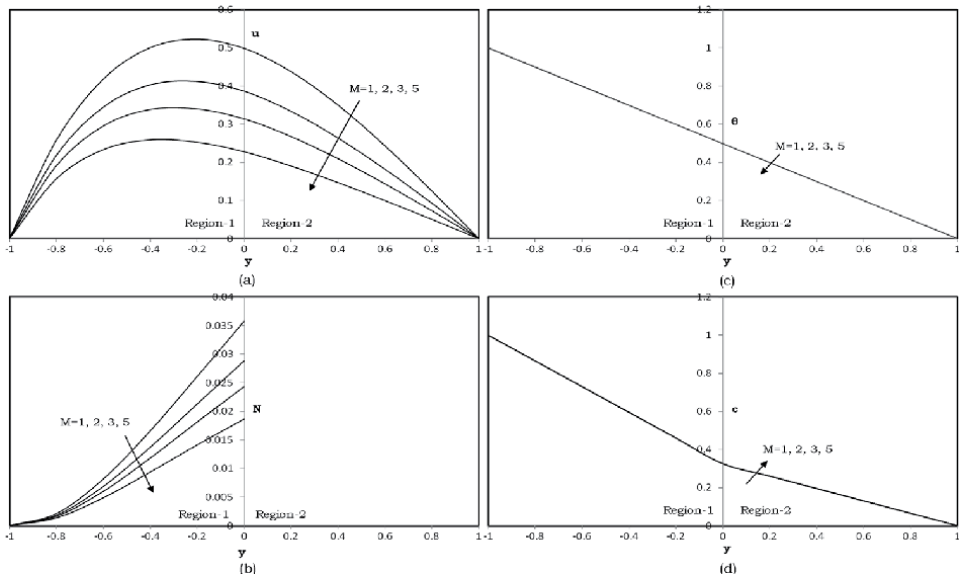 0.6
u
0.5
0.4
M=1, 2, 3, 5
0.3
0.2
0.1
Region-1 Region-2
0
-1 -0.8 -0.6 -0.4 -0.2 0 0.2 0.4 0.6 0.8 1
y
(a)
1.2
1
0.8
0.6
θ
M=1, 2, 3, 5
0.4
0.2
Region-1 Region-2
0
-1 -0.8 -0.6 -0.4 -0.2 0 0.2 0.4 0.6 0.8 1
y
(c)
0.04
0.035
0.03
0.025
0.02
N
M=1, 2, 3, 5
0.015
0.01
0.005
Region-1 Region-2
0
-1 -0.8 -0.6 -0.4 -0.2 0 0.2 0.4 0.6 0.8 1
y
(b)
1.2
1
0.8
0.6
c
0.4
M=1, 2, 3, 5
0.2
Region-1 Region-2
0
-1 -0.8 -0.6 -0.4 -0.2 0 0.2 0.4 0.6 0.8 1
y
(d)